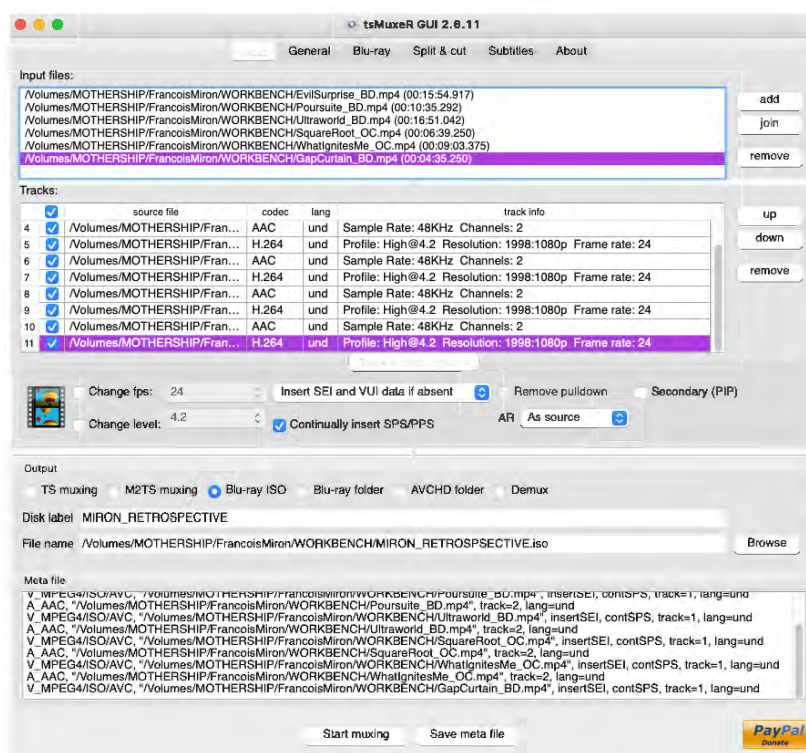 tsMuxeR GUI 2.6.11
General Blu-ray Split & cut Subtitles About
Input files:
/Volumes/MOTHERSHIP/FrancoisMiron/WORKBENCH/EvilSurprise_BD.mp4 (00:15:54.917)
/Volumes/MOTHERSHIP/FrancoisMiron/WORKBENCH/Poursuite_BD.mp4 (00:10:35.292)
/Volumes/MOTHERSHIP/FrancoisMiron/WORKBENCH/Ultraworld_BD.mp4 (00:16:51.042)
/Volumes/MOTHERSHIP/FrancoisMiron/WORKBENCH/SquareRoot_OC.mp4 (00:06:39.250)
/Volumes/MOTHERSHIP/FrancoisMiron/WORKBENCH/WhatIgnitesMe_OC.mp4 (00:09:03.375)
/Volumes/MOTHERSHIP/FrancoisMiron/WORKBENCH/GapCurtain_BD.mp4 (00:04:35.250)
add
join
remove
Tracks:
source file codec lang track info
4 /Volumes/MOTHERSHIP/Fran... AAC und Sample Rate: 48KHz Channels: 2
5 /Volumes/MOTHERSHIP/Fran... H.264 und Profile: High@4.2 Resolution: 1998:1080p Frame rate: 24
6 /Volumes/MOTHERSHIP/Fran... AAC und Sample Rate: 48KHz Channels: 2
7 /Volumes/MOTHERSHIP/Fran... H.264 und Profile: High@4.2 Resolution: 1998:1080p Frame rate: 24
8 /Volumes/MOTHERSHIP/Fran... AAC und Sample Rate: 48KHz Channels: 2
9 /Volumes/MOTHERSHIP/Fran... H.264 und Profile: High@4.2 Resolution: 1998:1080p Frame rate: 24
10 /Volumes/MOTHERSHIP/Fran... AAC und Sample Rate: 48KHz Channels: 2
11 /Volumes/MOTHERSHIP/Fran... H.264 und Profile: High@4.2 Resolution: 1998:1080p Frame rate: 24
up
down
remove
Change fps: 24 Insert SEI and VUI data if absent Remove pulldown Secondary (PIP)
Change level: 4.2 Continually insert SPS/PPS AR As source
Output
TS muxing M2TS muxing Blu-ray ISO Blu-ray folder AVCHD folder Demux
Disk label MIRON_RETROSPECTIVE
File name /Volumes/MOTHERSHIP/FrancoisMiron/WORKBENCH/MIRON_RETROSPSECTIVE.iso Browse
Meta file
V_MPEG4/ISO/AVC, "/Volumes/MOTHERSHIP/FrancoisMiron/WORKBENCH/Poursuite_BD.mp4", insertSEI, contSPS, track=1, lang=und
A_AAC, "/Volumes/MOTHERSHIP/FrancoisMiron/WORKBENCH/Poursuite_BD.mp4", track=2, lang=und
V_MPEG4/ISO/AVC, "/Volumes/MOTHERSHIP/FrancoisMiron/WORKBENCH/Ultraworld_BD.mp4", insertSEI, contSPS, track=1, lang=und
A_AAC, "/Volumes/MOTHERSHIP/FrancoisMiron/WORKBENCH/Ultraworld_BD.mp4", track=2, lang=und
V_MPEG4/ISO/AVC, "/Volumes/MOTHERSHIP/FrancoisMiron/WORKBENCH/SquareRoot_OC.mp4", insertSEI, contSPS, track=1, lang=und
A_AAC, "/Volumes/MOTHERSHIP/FrancoisMiron/WORKBENCH/SquareRoot_OC.mp4", track=2, lang=und
V_MPEG4/ISO/AVC, "/Volumes/MOTHERSHIP/FrancoisMiron/WORKBENCH/WhatIgnitesMe_OC.mp4", insertSEI, contSPS, track=1, lang=und
A_AAC, "/Volumes/MOTHERSHIP/FrancoisMiron/WORKBENCH/WhatIgnitesMe_OC.mp4", track=2, lang=und
V_MPEG4/ISO/AVC, "/Volumes/MOTHERSHIP/FrancoisMiron/WORKBENCH/GapCurtain_BD.mp4", insertSEI, contSPS, track=1, lang=und
Start muxing Save meta file
PayPal
Donate